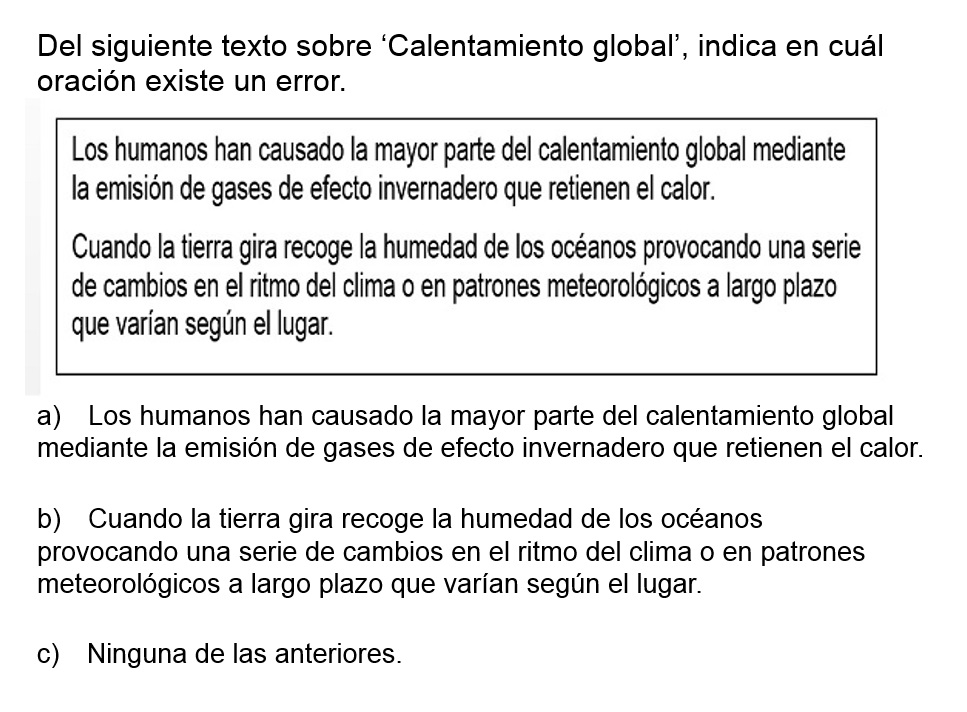 Del siguiente texto sobre ‘Calentamiento global’, indica en cuál
oración existe un error.
Los humanos han causado la mayor parte del calentamiento global mediante
la emisión de gases de efecto invernadero que retienen el calor.
Cuando la tierra gira recoge la humedad de los océanos provocando una serie
de cambios en el ritmo del clima o en patrones meteorológicos a largo plazo
que varían según el lugar.
a) Los humanos han causado la mayor parte del calentamiento global
mediante la emisión de gases de efecto invernadero que retienen el calor.
b) Cuando la tierra gira recoge la humedad de los océanos
provocando una serie de cambios en el ritmo del clima o en patrones
meteorológicos a largo plazo que varían según el lugar.
c) Ninguna de las anteriores.